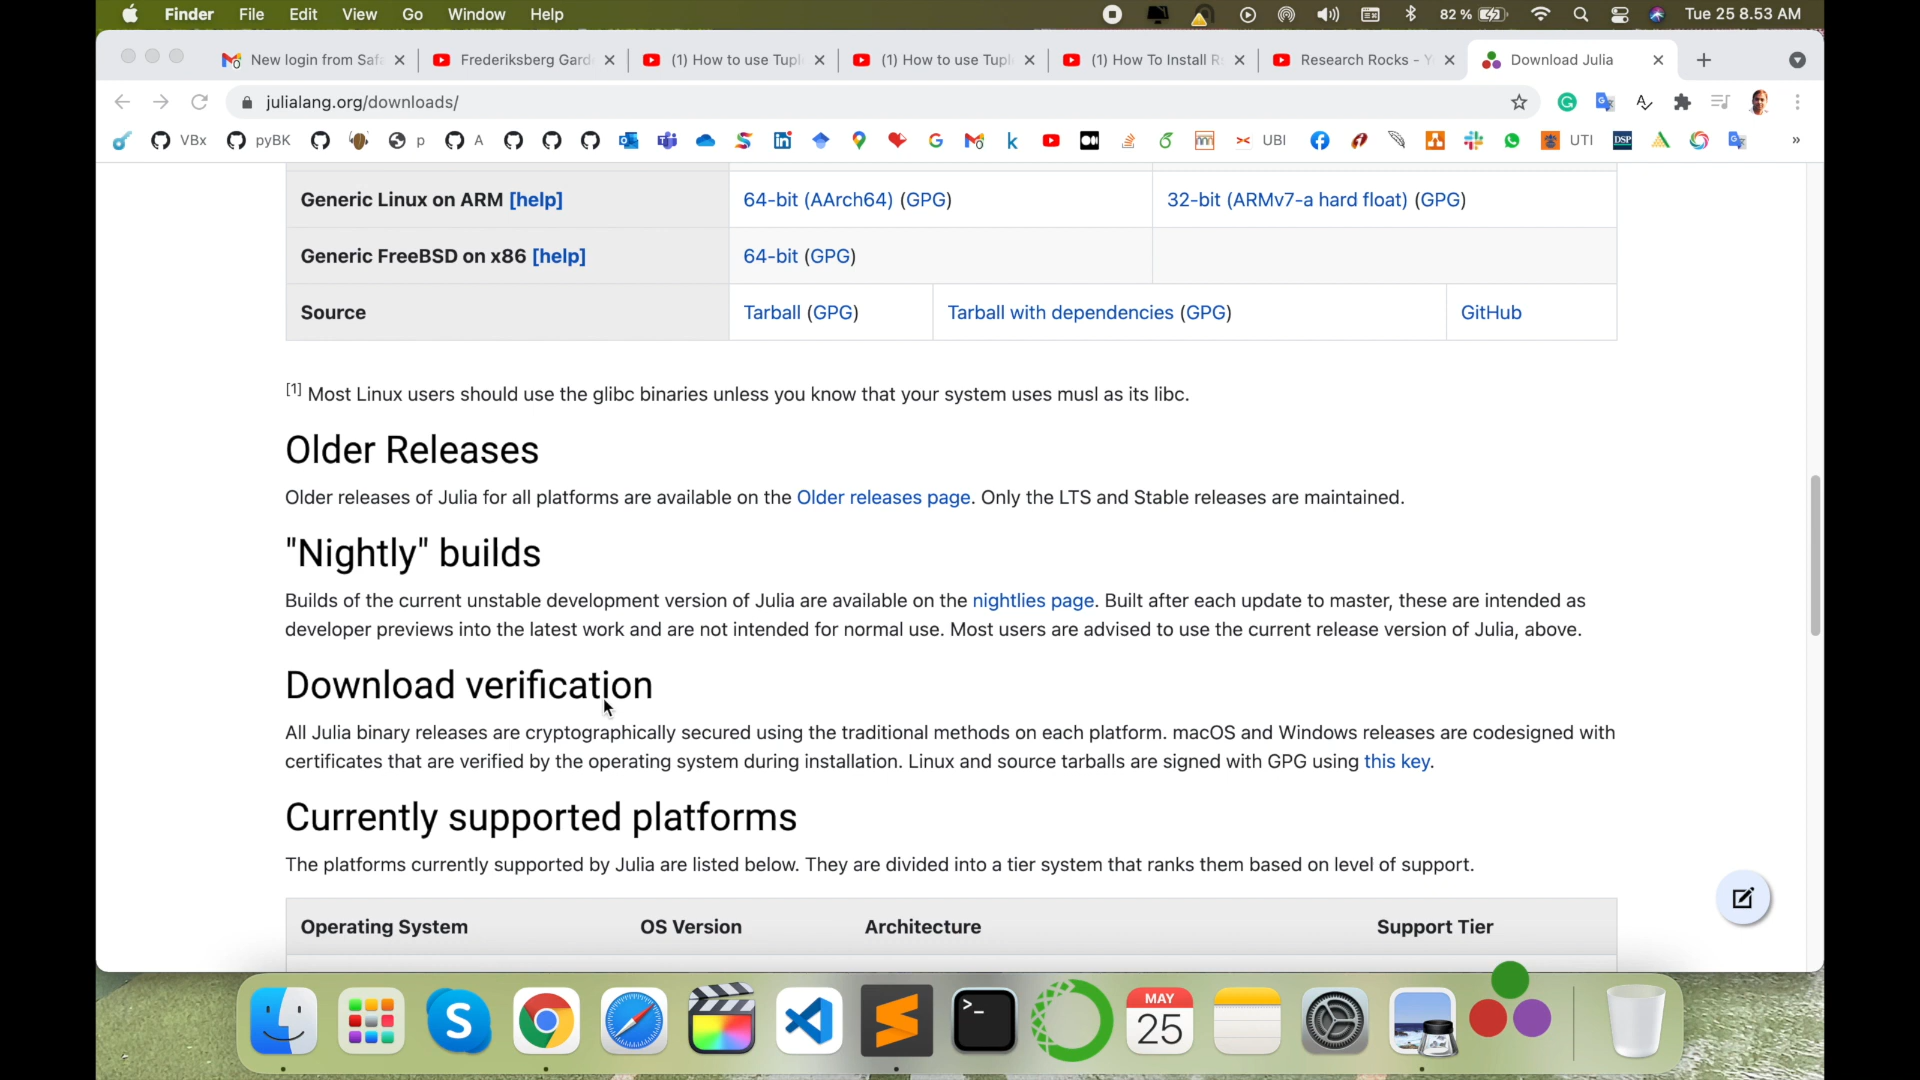 Finder File Edit View Go Window Help 82 % Tue 25 8.53 AM
New login from Safa (1) Frederiksberg Gard (1) How to use Tupl (1) How to use Tupl (1) How To Install R Research Rocks - Y Download Julia
julialang.org/downloads/
VBx pyBK p A UBI UTI DSP »
Generic Linux on ARM [help] 64-bit (AArch64) (GPG) 32-bit (ARMv7-a hard float) (GPG)
Generic FreeBSD on x86 [help] 64-bit (GPG)
Source Tarball (GPG) Tarball with dependencies (GPG) GitHub
[1] Most Linux users should use the glibc binaries unless you know that your system uses musl as its libc.
Older Releases
Older releases of Julia for all platforms are available on the Older releases page. Only the LTS and Stable releases are maintained.
"Nightly" builds
Builds of the current unstable development version of Julia are available on the nightlies page. Built after each update to master, these are intended as
developer previews into the latest work and are not intended for normal use. Most users are advised to use the current release version of Julia, above.
Download verification
All Julia binary releases are cryptographically secured using the traditional methods on each platform. macOS and Windows releases are codesigned with
certificates that are verified by the operating system during installation. Linux and source tarballs are signed with GPG using this key.
Currently supported platforms
The platforms currently supported by Julia are listed below. They are divided into a tier system that ranks them based on level of support.
Operating System OS Version Architecture Support Tier
MAY
25